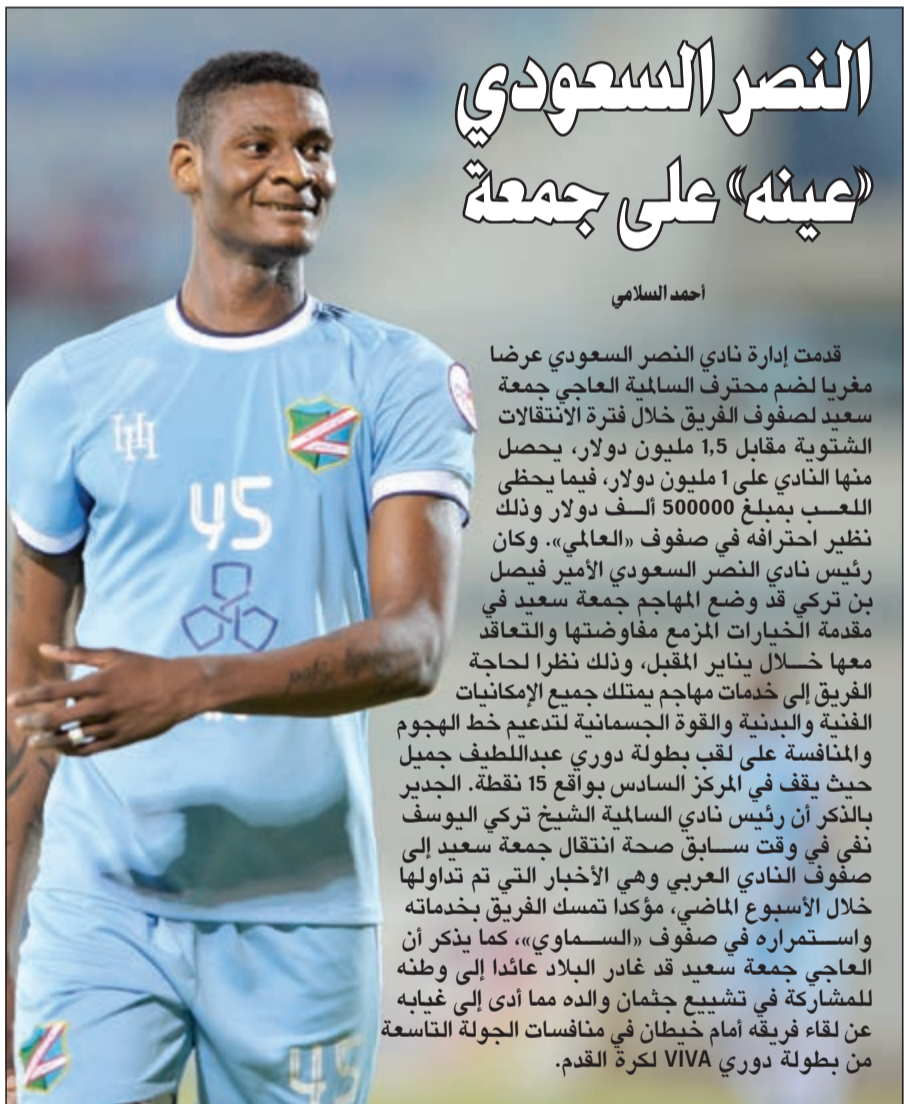 النصر السعودي
«عينه» على جمعة
أحمد السلامي
قدمت إدارة نادي النصر السعودي عرضا
مغريا لضم محترف السالمية العاجي جمعة
سعيد لصفوف الفريق خلال فترة الانتقالات
الشتوية مقابل 1,5 مليون دولار، يحصل
منها النادي على 1 مليون دولار، فيما يحظى
اللعب بمبلغ 500000 ألف دولار وذلك
نظير احترافه في صفوف «العالمي». وكان
رئيس نادي النصر السعودي الأمير فيصل
بن تركي قد وضع المهاجم جمعة سعيد في
مقدمة الخيارات المزمع مفاوضتها والتعاقد
معها خلال يناير المقبل، وذلك نظرا لحاجة
الفريق إلى خدمات مهاجم يمتلك جميع الإمكانيات
الفنية والبدنية والقوة الجسمانية لتدعيم خط الهجوم
والمنافسة على لقب بطولة دوري عبداللطيف جميل
حيث يقف في المركز السادس بواقع 15 نقطة. الجدير
بالذكر أن رئيس نادي السالمية الشيخ تركي اليوسف
نفى في وقت سابق صحة انتقال جمعة سعيد إلى
صفوف النادي العربي وهي الأخبار التي تم تداولها
خلال الأسبوع الماضي، مؤكدا تمسك الفريق بخدماته
واستمراره في صفوف «السماوي»، كما يذكر أن
العاجي جمعة سعيد قد غادر البلاد عائدا إلى وطنه
للمشاركة في تشييع جثمان والده مما أدى إلى غيابه
عن لقاء فريقه أمام خيطان في منافسات الجولة التاسعة
من بطولة دوري VIVA لكرة القدم.
45
45